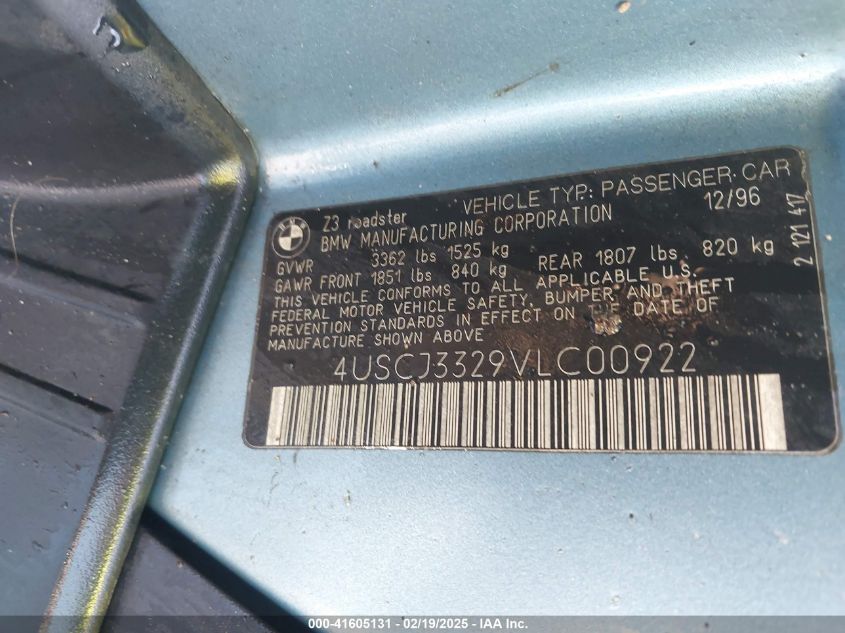 Z3 roadster VEHICLE TYP: PASSENGER CAR
BMW MANUFACTURING CORPORATION 12/96
GVWR 3362 lbs 1525 kg
GAWR FRONT 1851 lbs 840 kg REAR 1807 lbs 820 kg
THIS VEHICLE CONFORMS TO ALL APPLICABLE U.S.
FEDERAL MOTOR VEHICLE SAFETY, BUMPER, AND THEFT
PREVENTION STANDARDS IN EFFECT ON THE DATE OF
MANUFACTURE SHOWN ABOVE
4USCJ3329VLC00922
2 121 417
BMW
000-41605131 - 02/19/2025 - IAA Inc.